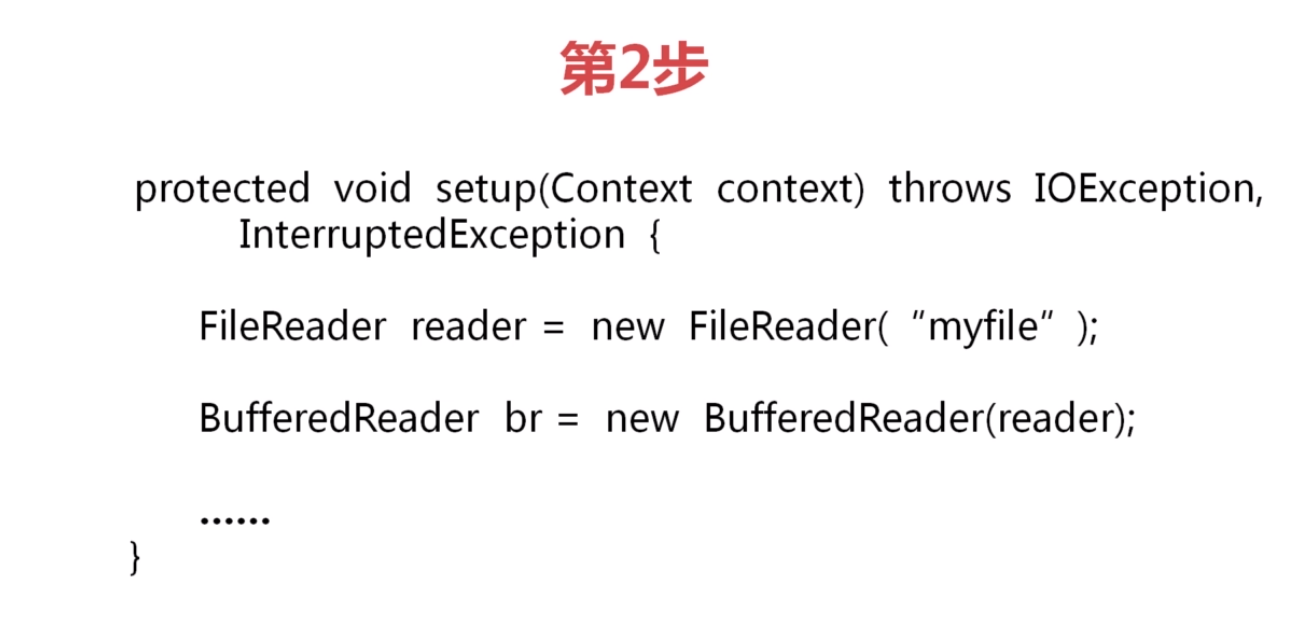 第2步
protected void setup(Context context) throws IOException,
InterruptedException {
FileReader reader = new FileReader( “myfile” );
BufferedReader br = new BufferedReader(reader);
……
}